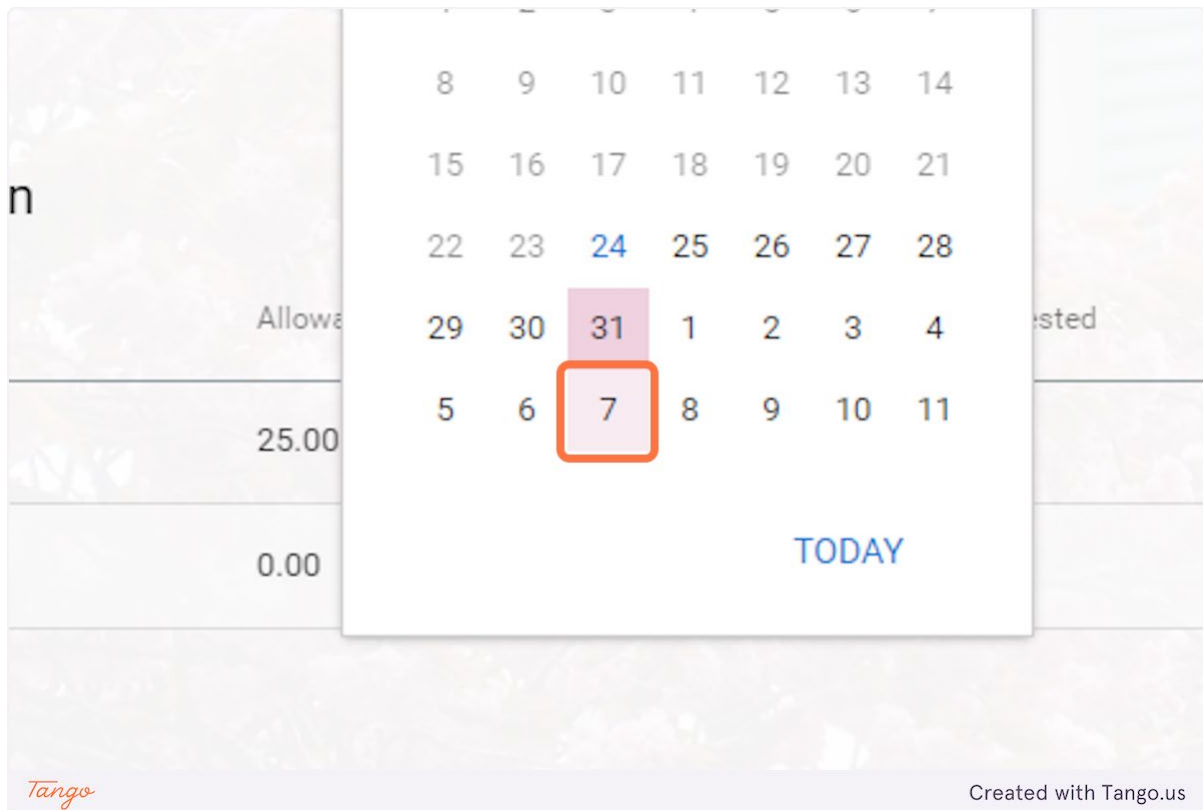 8 9 10 11 12 13 14
15 16 17 18 19 20 21
n
22 23 24 25 26 27 28
Allowa
29 30 31 1 2 3 4
ested
5 6 7 8 9 10 11
25.00
TODAY
0.00
Tango
Created with Tango.us